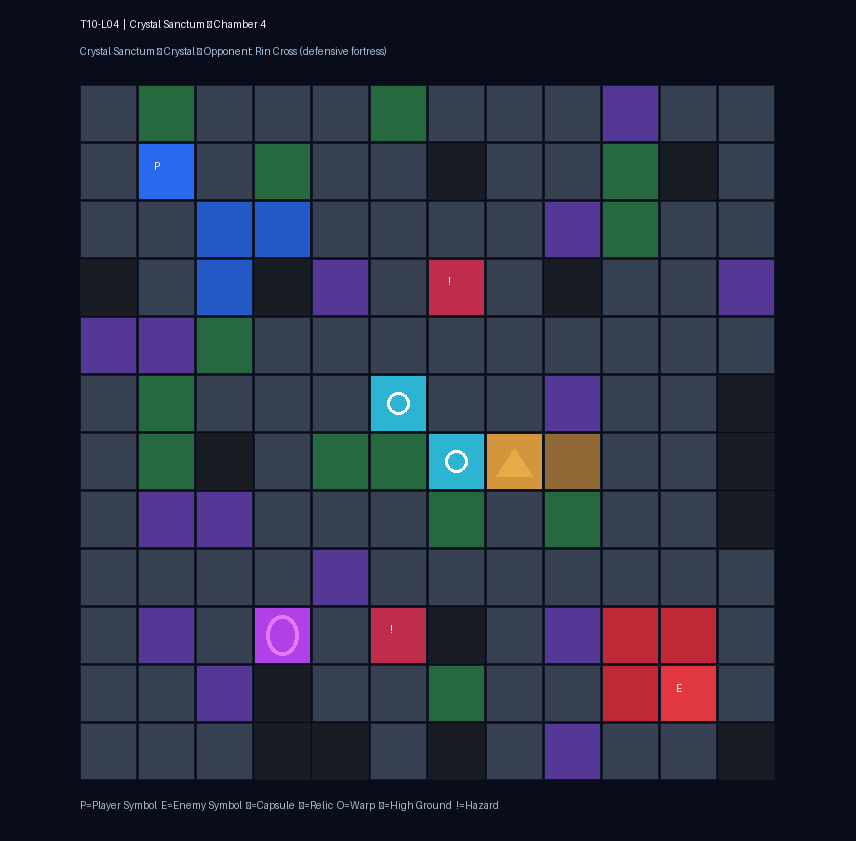 T10-L04 | Crystal Sanctum □ Chamber 4
Crystal Sanctum □ Crystal □ Opponent: Rin Cross (defensive fortress)
P
!
!
E
P=Player Symbol E=Enemy Symbol □=Capsule □=Relic O=Warp □=High Ground !=Hazard